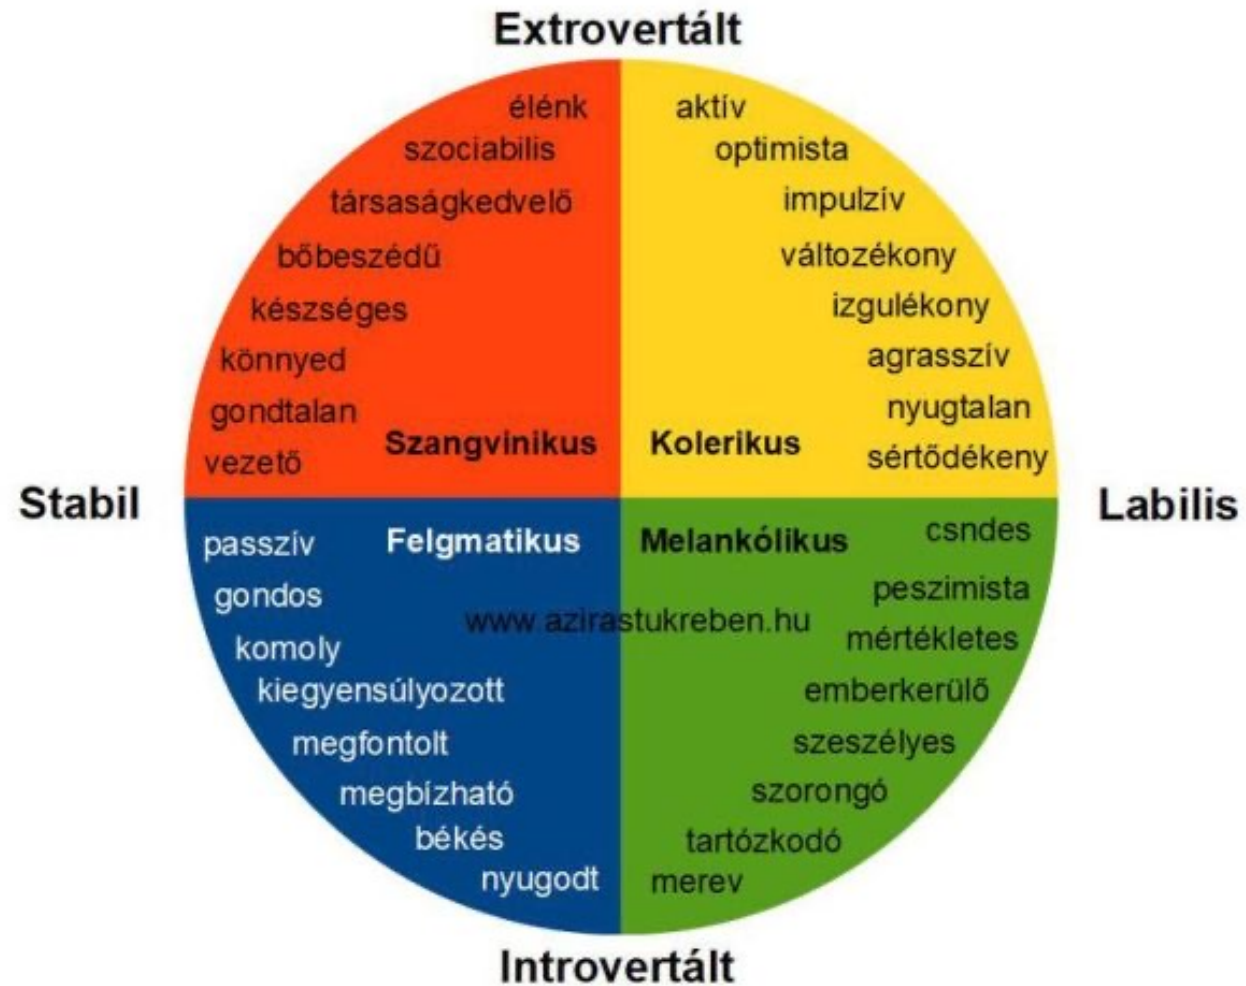 Extrovertált
élénk
szociabilis
társaságkedvelő
bőbeszédű
készséges
könnyed
gondtalan
vezető
Szangvinikus
aktív
optimista
impulzív
változékony
izgulékony
agrasszív
nyugtalan
sértődékeny
Kolerikus
Stabil
Labilis
Felgmatikus
passzív
gondos
komoly
kiegyensúlyozott
megfontolt
megbízható
békés
nyugodt
Melankólikus
csndes
peszimista
mértékletes
emberkerülő
szeszélyes
szorongó
tartózkodó
merev
www.azirastukreben.hu
Introvertált